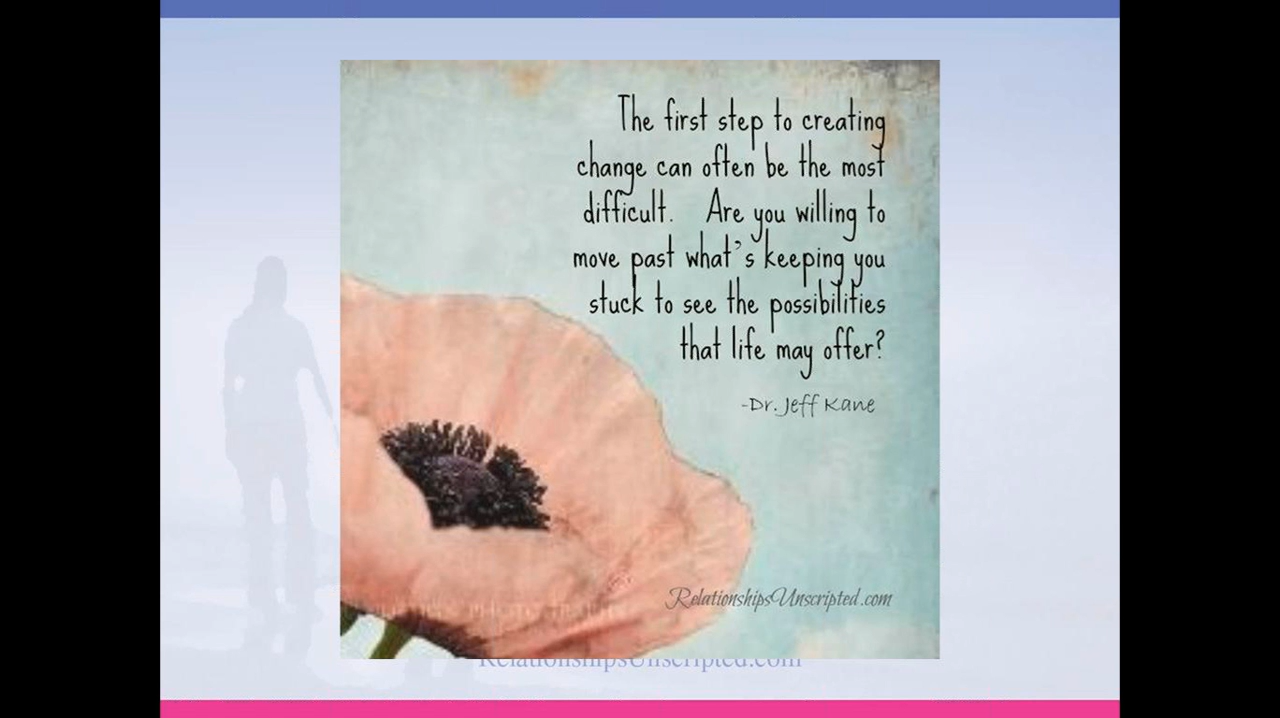 The first step to creating
change can often be the most
difficult. Are you willing to
move past what's keeping you
stuck to see the possibilities
that life may offer?
-Dr. Jeff Kane
RelationshipsUnscripted.com
RelationshipsUnscripted.com